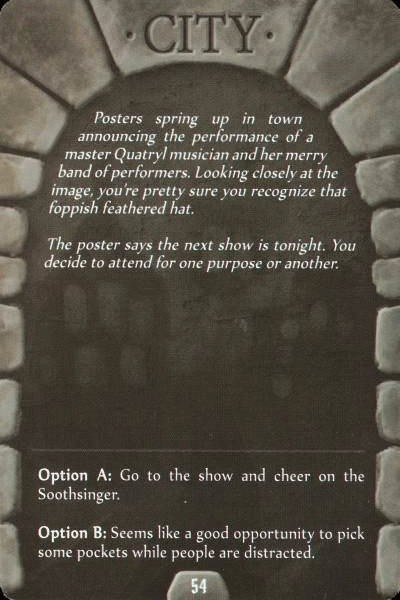 · CITY ·
Posters spring up in town
announcing the performance of a
master Quatryl musician and her merry
band of performers. Looking closely at the
image, you're pretty sure you recognize that
foppish feathered hat.
The poster says the next show is tonight. You
decide to attend for one purpose or another.
Option A: Go to the show and cheer on the
Soothsinger.
Option B: Seems like a good opportunity to pick
some pockets while people are distracted.
54